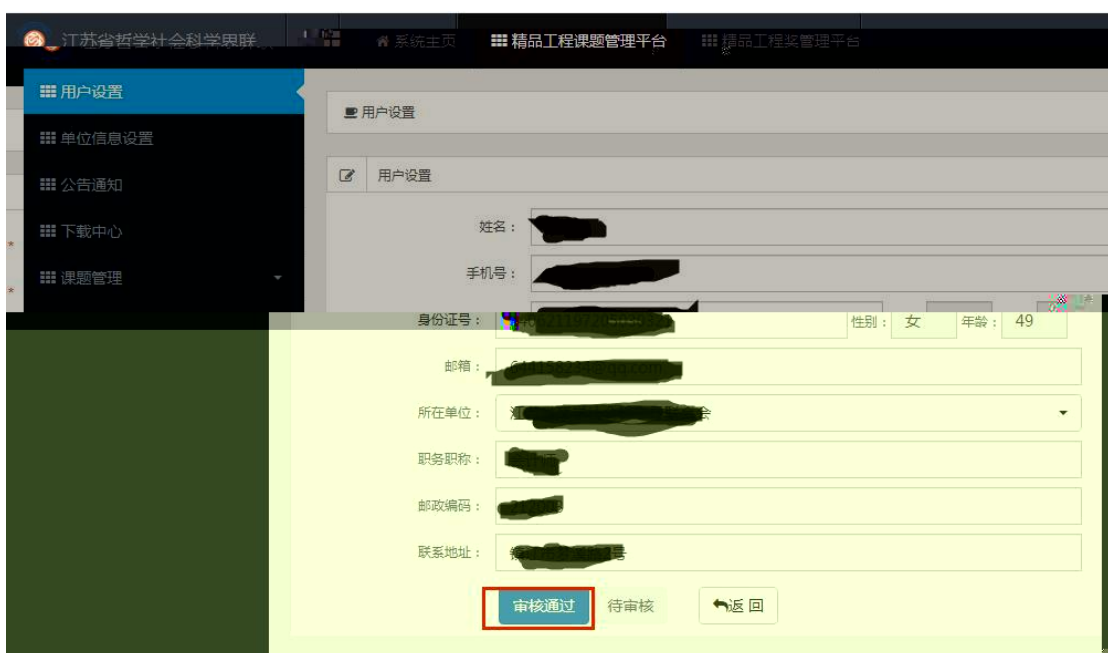 江苏省哲学社会科学界联
系统主页
精品工程课题管理平台
精品工程奖管理平台
用户设置
单位信息设置
公告通知
下载中心
课题管理
用户设置
用户设置
姓名：
手机号：
身份证号：
性别： 女 年龄： 49
邮箱：
所在单位：
职务职称：
邮政编码：
联系地址：
审核通过 待审核 返 回